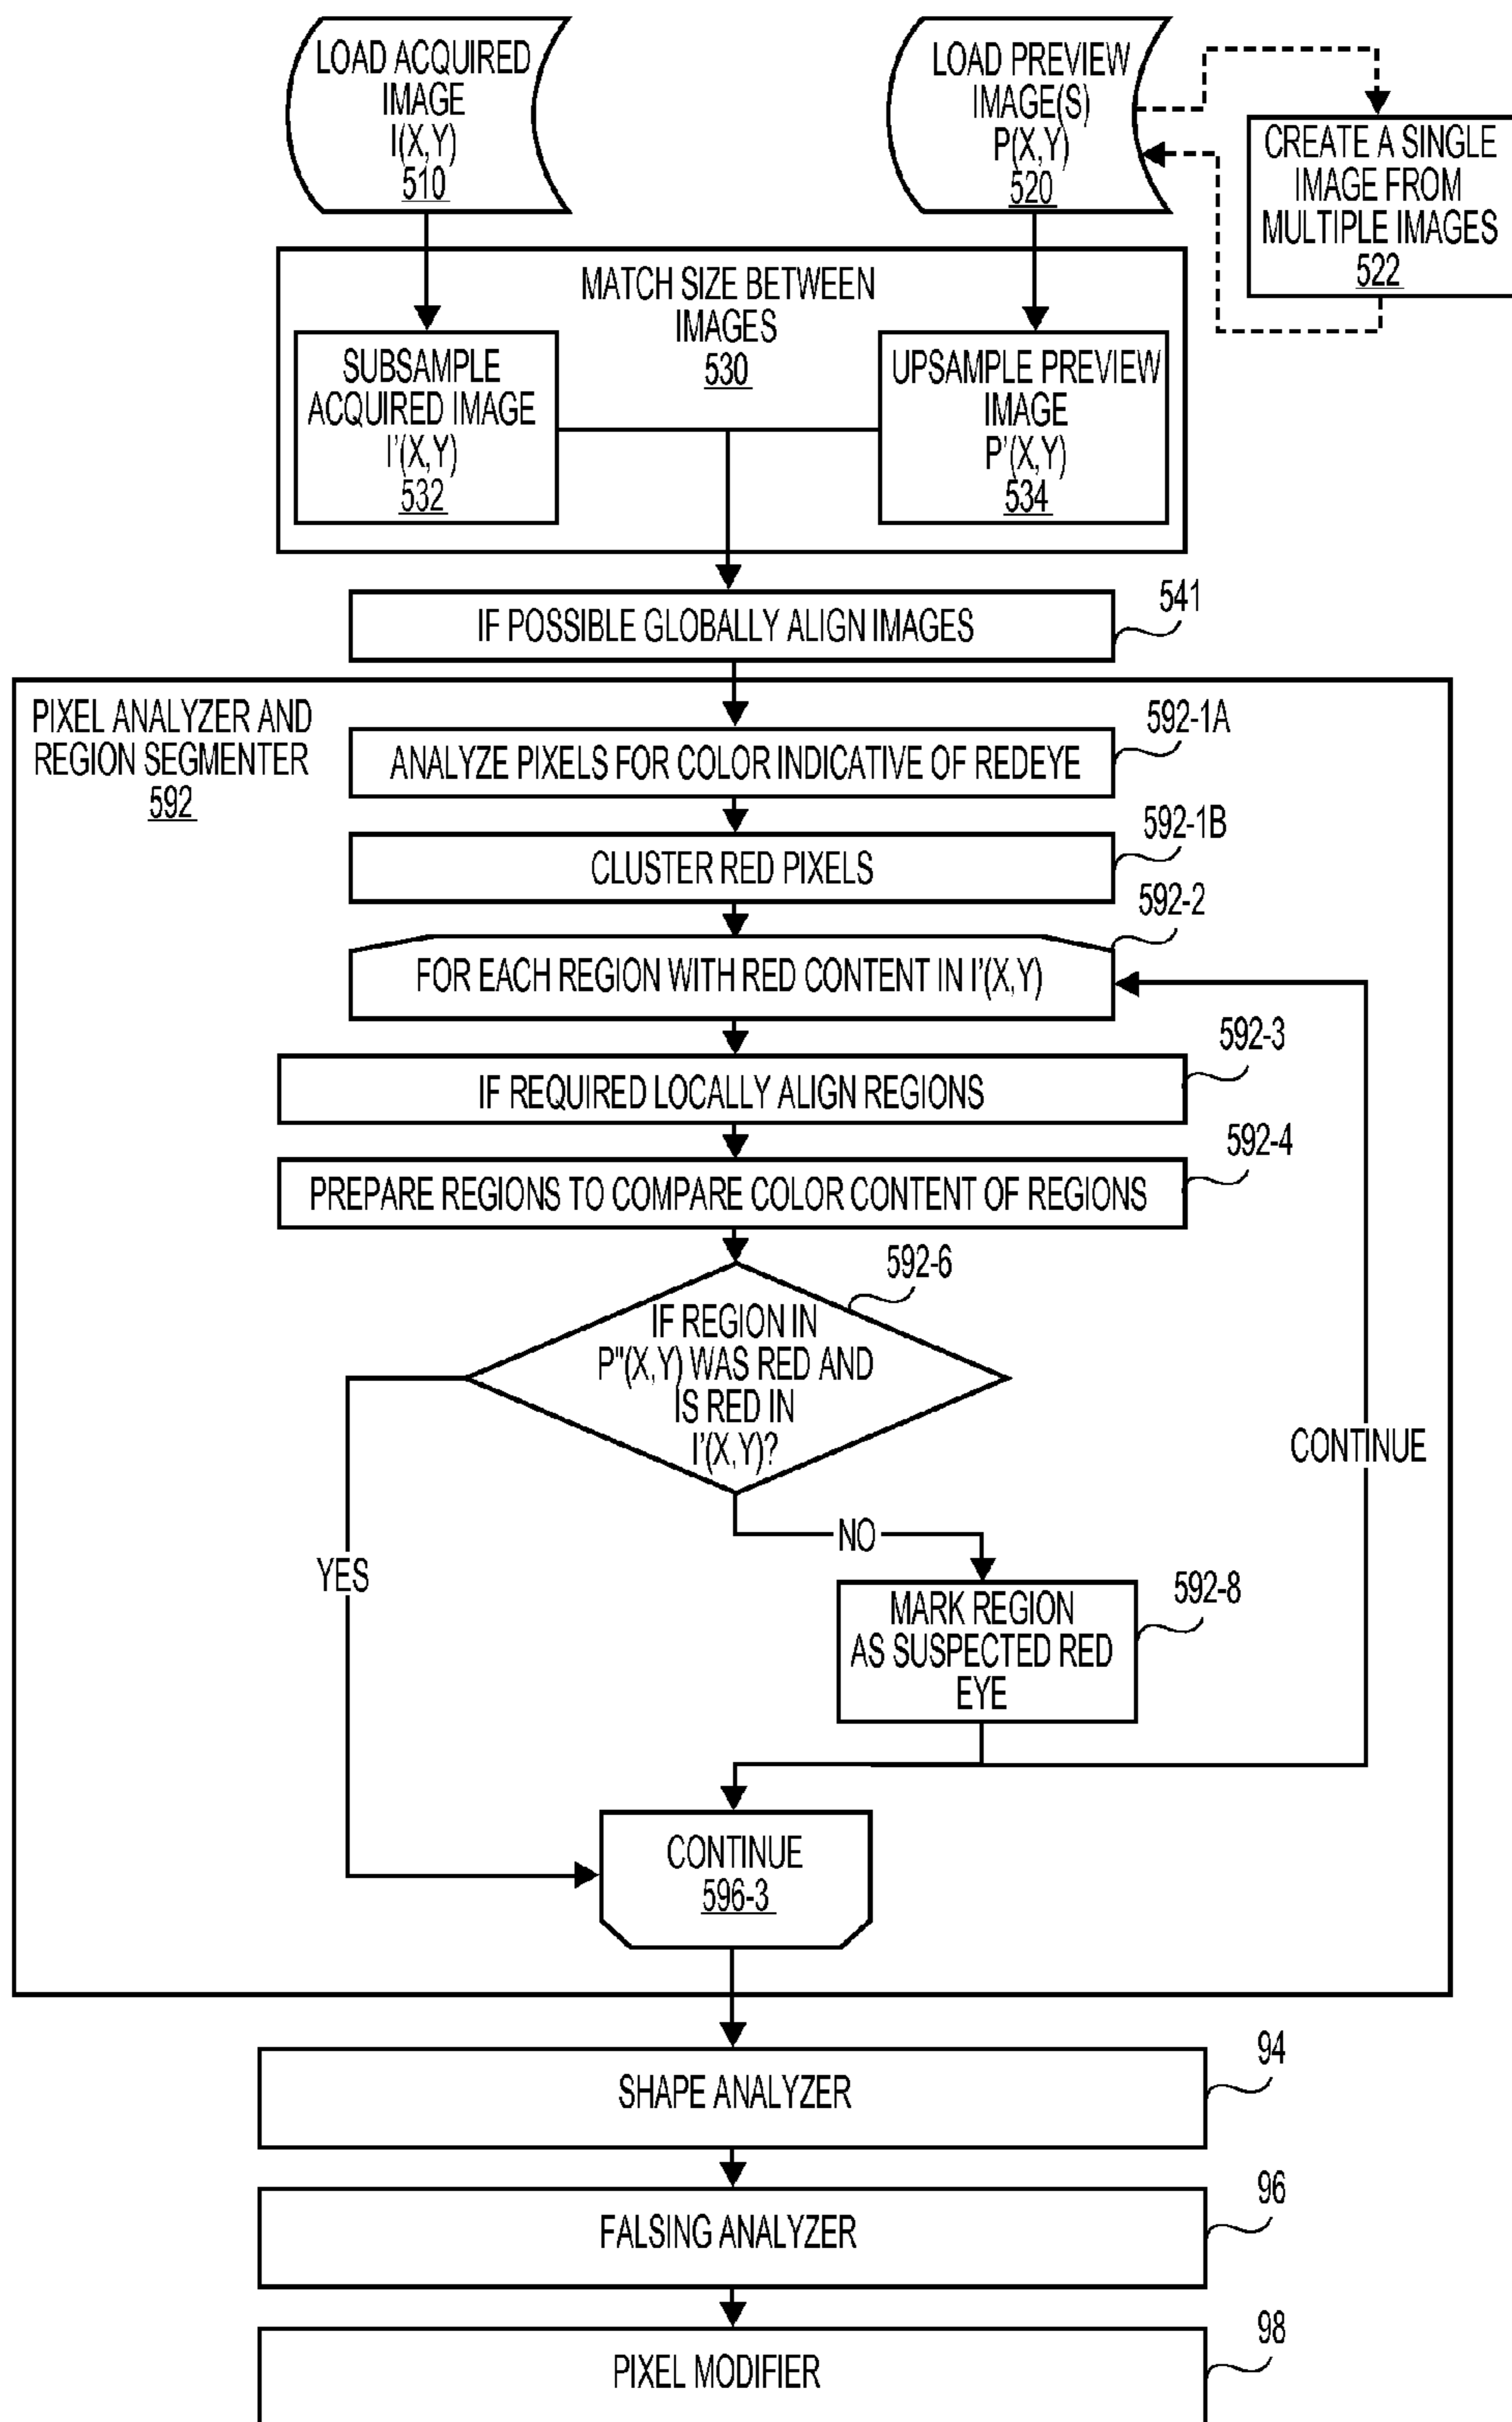 LOAD ACQUIRED
IMAGE
I(X,Y)
510
LOAD PREVIEW
IMAGE(S)
P(X,Y)
520
CREATE A SINGLE
IMAGE FROM
MULTIPLE IMAGES
522
MATCH SIZE BETWEEN
IMAGES
530
SUBSAMPLE
ACQUIRED IMAGE
I'(X,Y)
532
UPSAMPLE PREVIEW
IMAGE
P'(X,Y)
534
541
IF POSSIBLE GLOBALLY ALIGN IMAGES
PIXEL ANALYZER AND
REGION SEGMENTER
592
592-1A
ANALYZE PIXELS FOR COLOR INDICATIVE OF REDEYE
592-1B
CLUSTER RED PIXELS
592-2
FOR EACH REGION WITH RED CONTENT IN I'(X,Y)
592-3
IF REQUIRED LOCALLY ALIGN REGIONS
592-4
PREPARE REGIONS TO COMPARE COLOR CONTENT OF REGIONS
592-6
IF REGION IN
P"(X,Y) WAS RED AND
IS RED IN
I'(X,Y)?
CONTINUE
NO
YES
592-8
MARK REGION
AS SUSPECTED RED
EYE
CONTINUE
596-3
94
SHAPE ANALYZER
96
FALSING ANALYZER
98
PIXEL MODIFIER